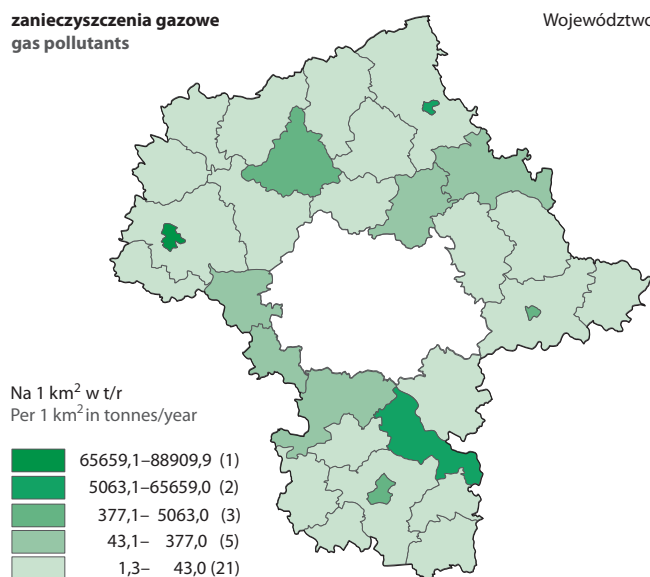 zanieczyszczenia gazowe
gas pollutants
Województwo
Na 1 km² w t/r
Per 1 km² in tonnes/year
65659,1–88909,9 (1)
5063,1–65659,0 (2)
377,1– 5063,0 (3)
43,1– 377,0 (5)
1,3– 43,0 (21)